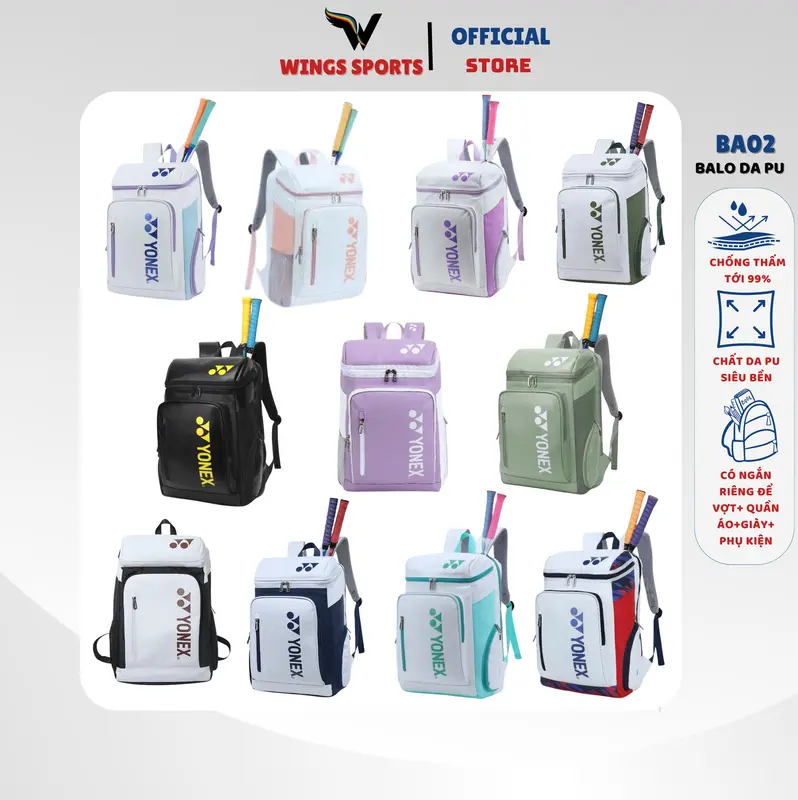 WINGS SPORTS
OFFICIAL
STORE
BA02
BALO DA PU
CHỐNG THẤM
TỚI 99%
CHẤT DA PU
SIÊU BỀN
CÓ NGẮN
RIÊNG ĐỂ
VỢT+ QUẦN
ÁO+GIÀY+
PHỤ KIỆN
YONEX
YONEX
YONEX
YONEX
YONEX
YONEX
YONEX
YONEX
YONEX
YONEX
YONEX